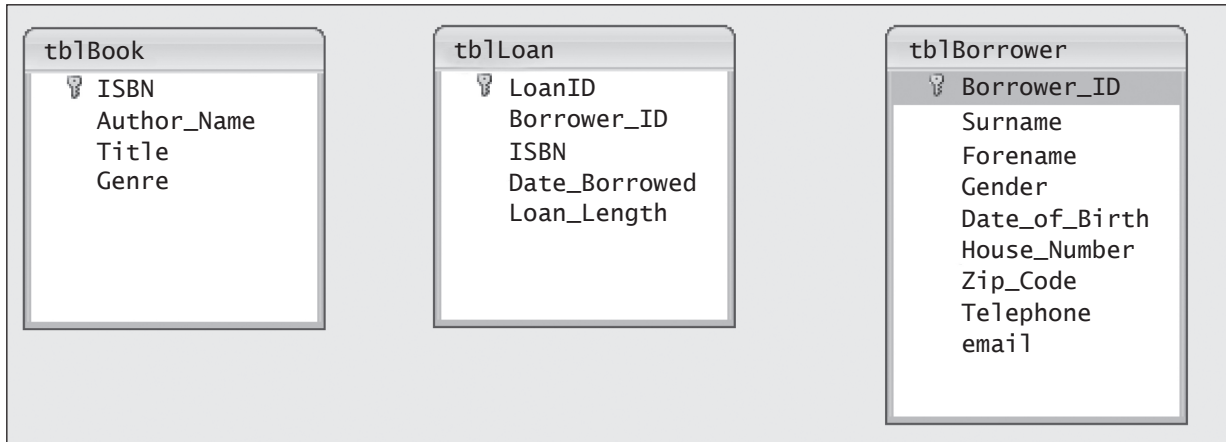 tblBook
ISBN
Author_Name
Title
Genre
tblLoan
LoanID
Borrower_ID
ISBN
Date_Borrowed
Loan_Length
tblBorrower
Borrower_ID
Surname
Forename
Gender
Date_of_Birth
House_Number
Zip_Code
Telephone
email